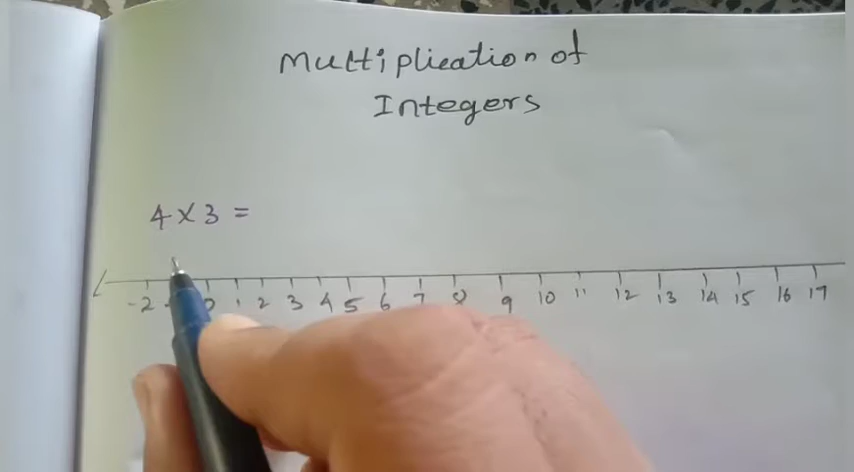 Multiplication of
Integers
4 × 3 =
-2 0 1 2 3 4 5 6 7 8 9 10 11 12 13 14 15 16 17